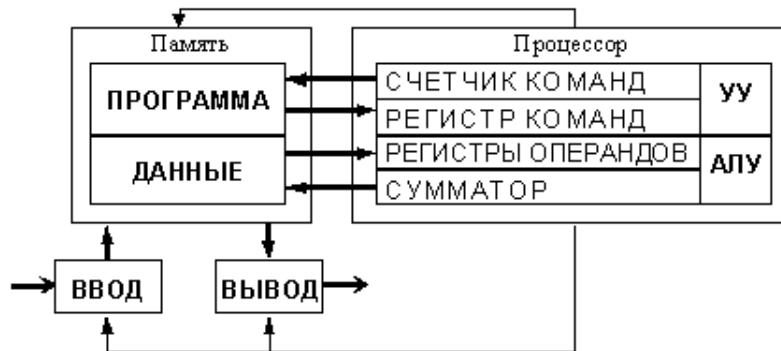 Память
Процессор
ПРОГРАММА
СЧЕТЧИК КОМАНД
УУ
РЕГИСТР КОМАНД
ДАННЫЕ
РЕГИСТРЫ ОПЕРАНДОВ
АЛУ
СУММАТОР
ВВОД
ВЫВОД